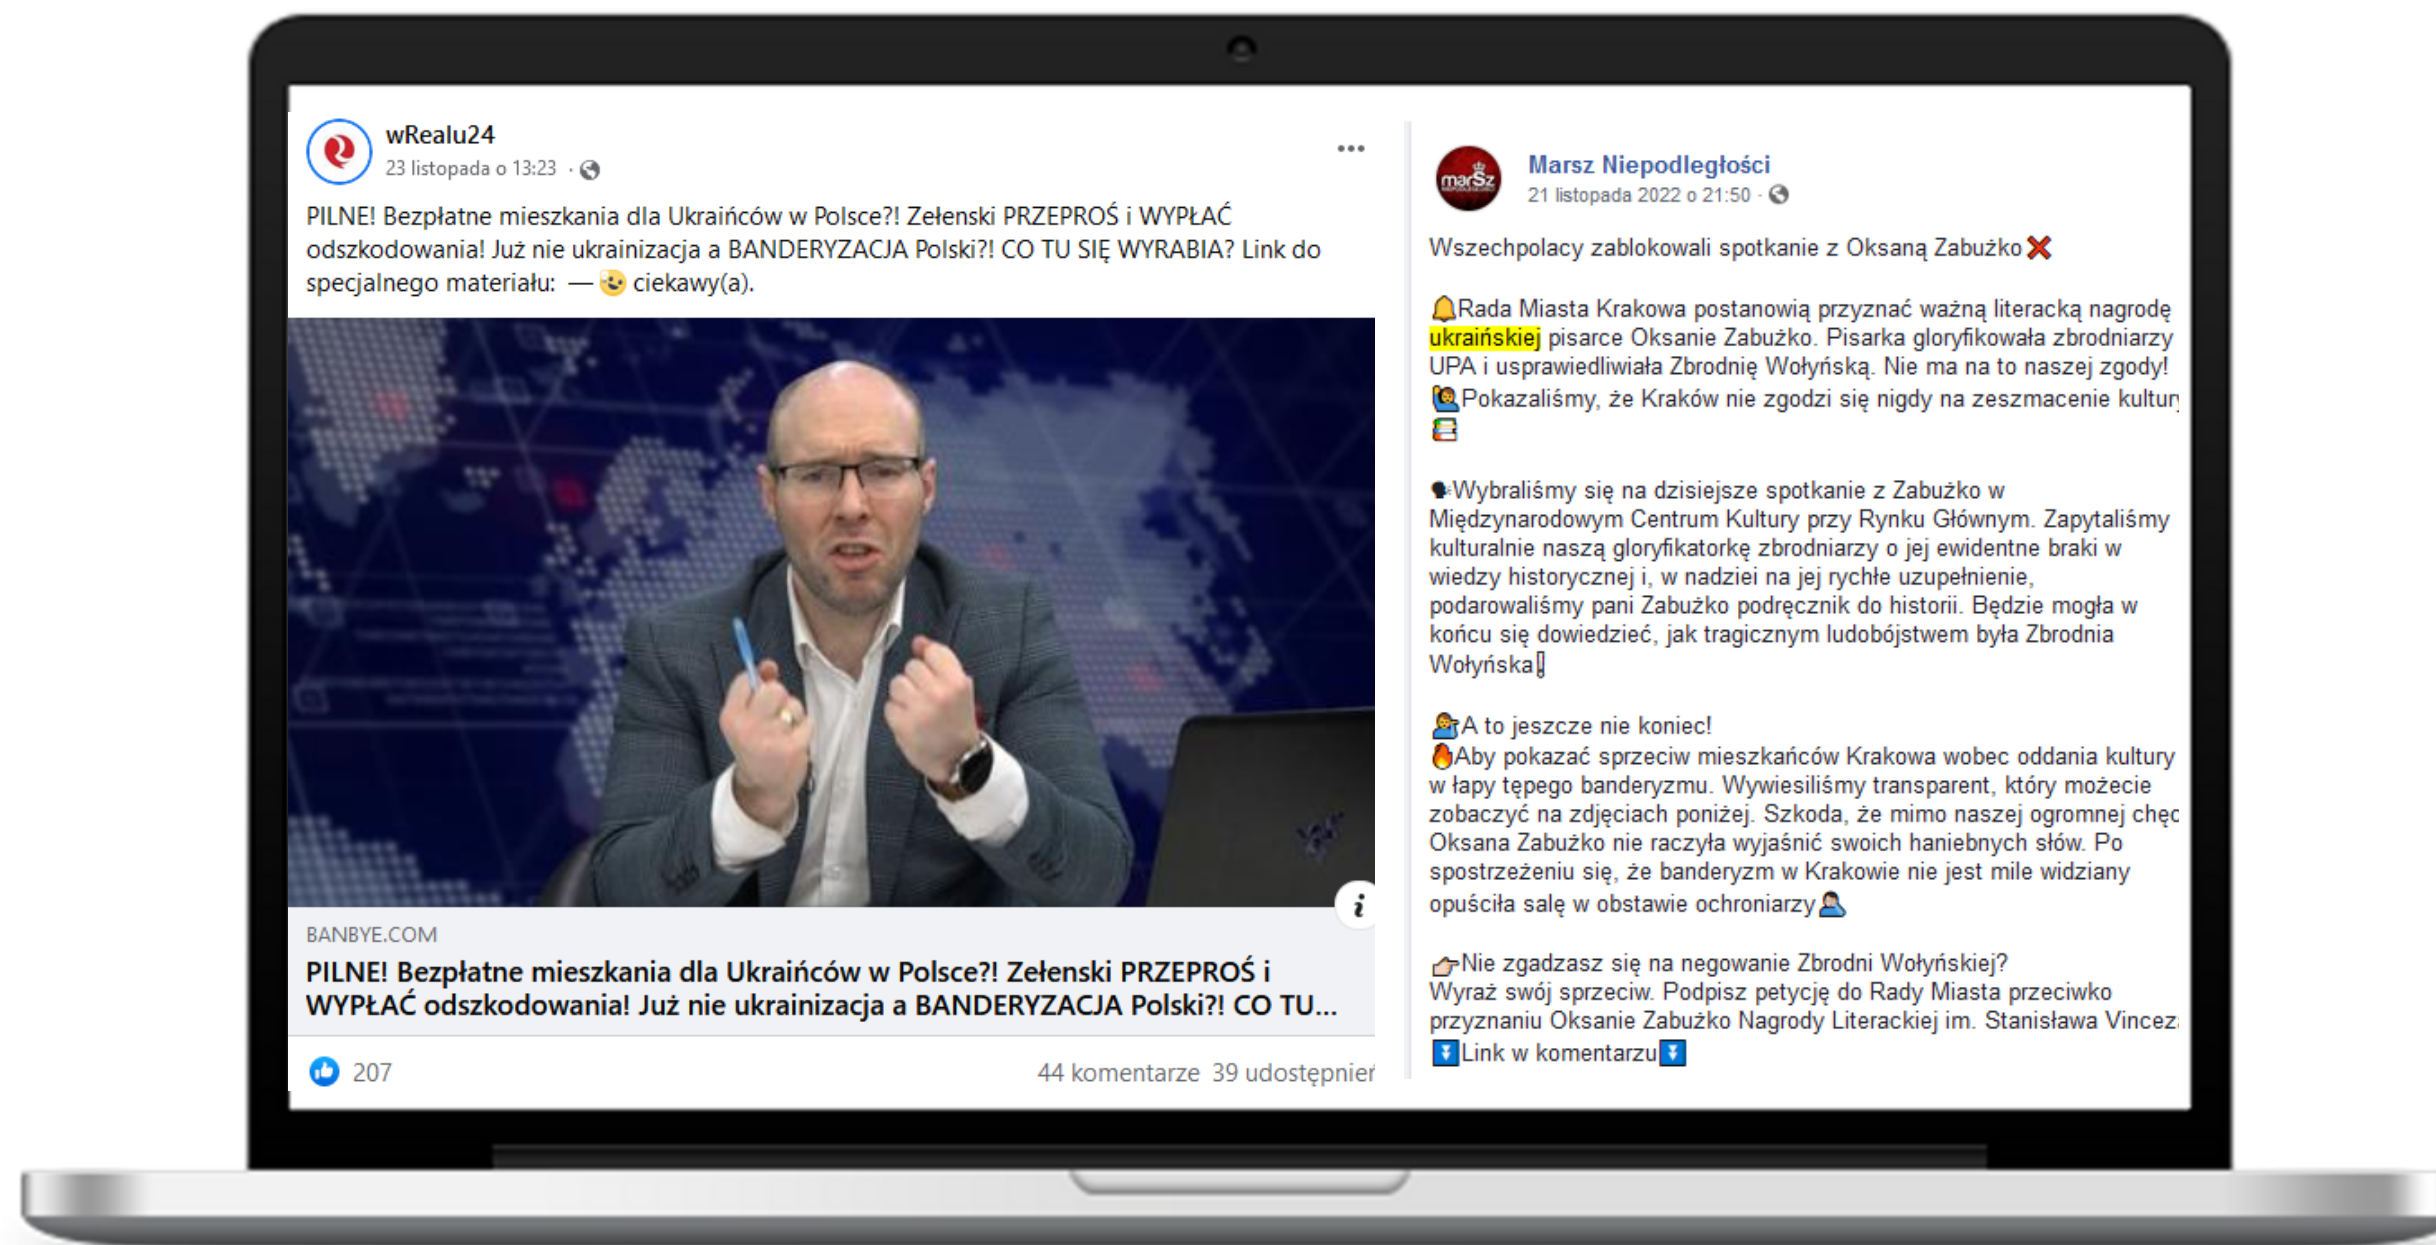 wRealu24
23 listopada o 13:23 ·
PILNE! Bezpłatne mieszkania dla Ukraińców w Polsce?! Zełenski PRZEPROŚ i WYPŁAĆ
odszkodowania! Już nie ukrainizacja a BANDERYZACJA Polski?! CO TU SIĘ WYRABIA? Link do
specjalnego materiału: — 🤪 ciekawy(a).
BANBYE.COM
PILNE! Bezpłatne mieszkania dla Ukraińców w Polsce?! Zełenski PRZEPROŚ i
WYPŁAĆ odszkodowania! Już nie ukrainizacja a BANDERYZACJA Polski?! CO TU...
207
44 komentarze 39 udostępnień
marSz
NIEPODLEGŁOŚCI
Marsz Niepodległości
21 listopada 2022 o 21:50 ·
Wszechpolacy zablokowali spotkanie z Oksaną Zabużko❌
🔔Rada Miasta Krakowa postanowią przyznać ważną literacką nagrodę
ukraińskiej pisarce Oksanie Zabużko. Pisarka gloryfikowała zbrodniarzy
UPA i usprawiedliwiała Zbrodnię Wołyńską. Nie ma na to naszej zgody!
🙋Pokazaliśmy, że Kraków nie zgodzi się nigdy na zeszmacenie kultury
📚
🗣Wybraliśmy się na dzisiejsze spotkanie z Zabużko w
Międzynarodowym Centrum Kultury przy Rynku Głównym. Zapytaliśmy
kulturalnie naszą gloryfikatorkę zbrodniarzy o jej ewidentne braki w
wiedzy historycznej i, w nadziei na jej rychłe uzupełnienie,
podarowaliśmy pani Zabużko podręcznik do historii. Będzie mogła w
końcu się dowiedzieć, jak tragicznym ludobójstwem była Zbrodnia
Wołyńska❕
💁A to jeszcze nie koniec!
🔥Aby pokazać sprzeciw mieszkańców Krakowa wobec oddania kultury
w łapy tępego banderyzmu. Wywiesiliśmy transparent, który możecie
zobaczyć na zdjęciach poniżej. Szkoda, że mimo naszej ogromnej chęc
Oksana Zabużko nie raczyła wyjaśnić swoich haniebnych słów. Po
spostrzeżeniu się, że banderyzm w Krakowie nie jest mile widziany
opuściła salę w obstawie ochroniarzy🤦
👉Nie zgadzasz się na negowanie Zbrodni Wołyńskiej?
Wyraź swój sprzeciw. Podpisz petycję do Rady Miasta przeciwko
przyznaniu Oksanie Zabużko Nagrody Literackiej im. Stanisława Vincez
⏬Link w komentarzu⏬